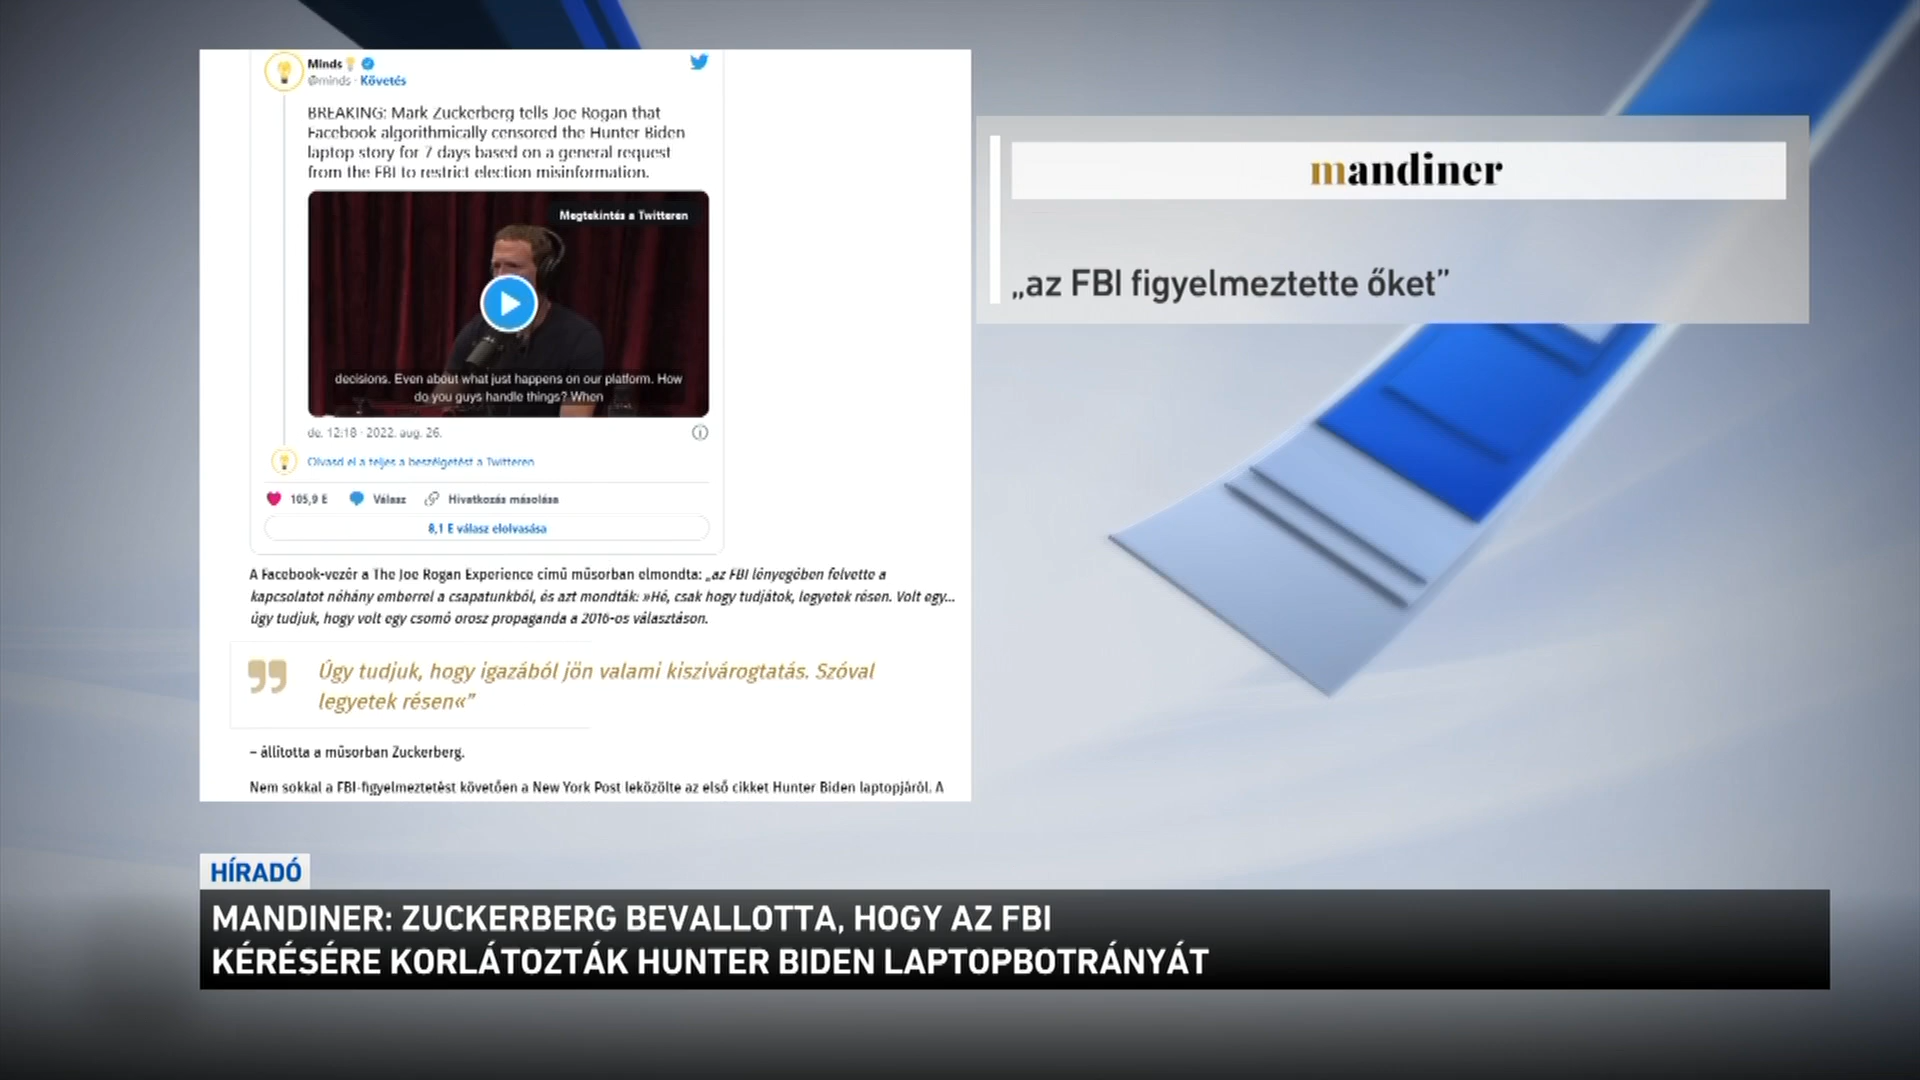 Minds
@minds · Követés
BREAKING: Mark Zuckerberg tells Joe Rogan that
Facebook algorithmically censored the Hunter Biden
laptop story for 7 days based on a general request
from the FBI to restrict election misinformation.
Megtekintés a Twitteren
decisions. Even about what just happens on our platform. How
do you guys handle things? When
de. 12:18 · 2022. aug. 26.
Olvasd el a teljes a beszélgetést a Twitteren
105,9 E Válasz Hivatkozás másolása
8,1 E válasz elolvasása
A Facebook-vezér a The Joe Rogan Experience című műsorban elmondta: „az FBI lényegében felvette a
kapcsolatot néhány emberrel a csapatunkból, és azt mondták: »Hé, csak hogy tudjátok, legyetek résen. Volt egy...
úgy tudjuk, hogy volt egy csomó orosz propaganda a 2016-os választáson.
Úgy tudjuk, hogy igazából jön valami kiszivárogtatás. Szóval
legyetek résen«”
– állította a műsorban Zuckerberg.
Nem sokkal a FBI-figyelmeztetést követően a New York Post leközölte az első cikket Hunter Biden laptopjáról. A
mandiner
„az FBI figyelmeztette őket”
HÍRADÓ
MANDINER: ZUCKERBERG BEVALLOTTA, HOGY AZ FBI
KÉRÉSÉRE KORLÁTOZTÁK HUNTER BIDEN LAPTOPBOTRÁNYÁT